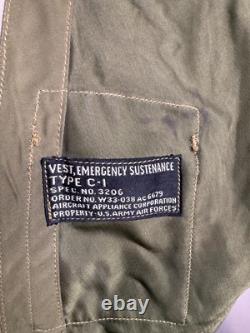 VEST, EMERGENCY SUSTENANCE
TYPE C-1
SPEC. NO. 3206
ORDER NO. W33-038 AC 6679
AIRCRAFT APPLIANCE CORPORATION
PROPERTY-U.S. ARMY AIR FORCES